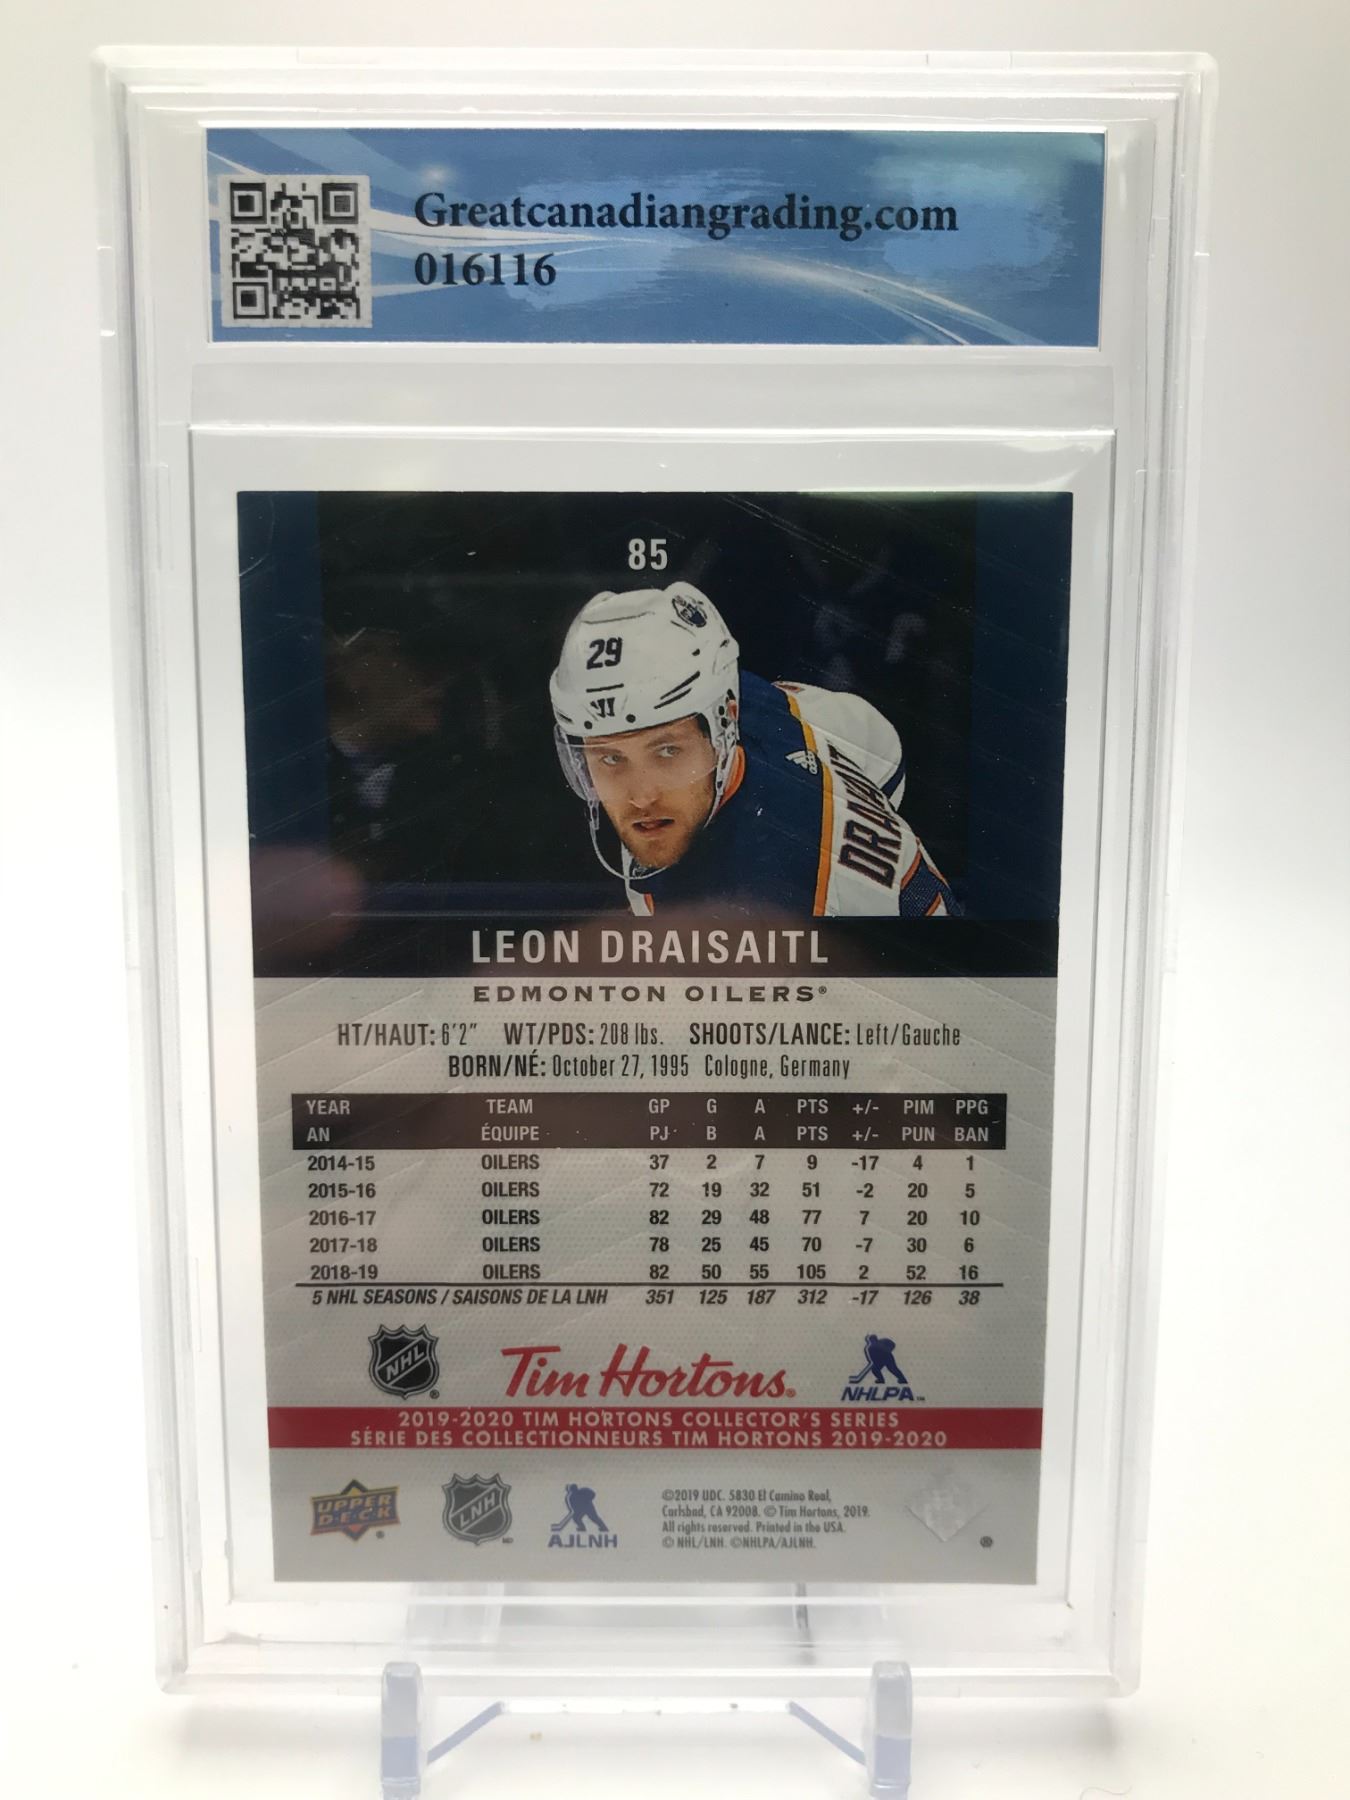 Greatcanadiangrading.com
016116
85
29
DRAISAIT
LEON DRAISAITL
EDMONTON OILERS®
HT/HAUT: 6'2" WT/PDS: 208 lbs. SHOOTS/LANCE: Left/Gauche
BORN/NÉ: October 27, 1995 Cologne, Germany
YEAR TEAM GP G A PTS +/- PIM PPG
AN ÉQUIPE PJ B A PTS +/- PUN BAN
2014-15 OILERS 37 2 7 9 -17 4 1
2015-16 OILERS 72 19 32 51 -2 20 5
2016-17 OILERS 82 29 48 77 7 20 10
2017-18 OILERS 78 25 45 70 -7 30 6
2018-19 OILERS 82 50 55 105 2 52 16
5 NHL SEASONS / SAISONS DE LA LNH 351 125 187 312 -17 126 38
NHL® Tim Hortons® NHLPA™
2019-2020 TIM HORTONS COLLECTOR'S SERIES
SÉRIE DES COLLECTIONNEURS TIM HORTONS 2019-2020
UPPER DECK® LNH AJLNH
©2019 UDC. 5830 El Camino Real,
Carlsbad, CA 92008. © Tim Hortons, 2019.
All rights reserved. Printed in the USA.
© NHL/LNH. ©NHLPA/AJLNH.